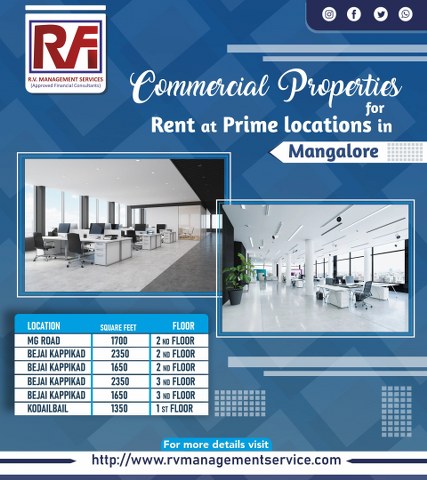 RVFI
R.V. MANAGEMENT SERVICES
(Approved Financial Consultants)
Commercial Properties
for
Rent at Prime locations in
Mangalore
LOCATION SQUARE FEET FLOOR
MG ROAD 1700 2 ND FLOOR
BEJAI KAPPIKAD 2350 2 ND FLOOR
BEJAI KAPPIKAD 1650 2 ND FLOOR
BEJAI KAPPIKAD 2350 3 ND FLOOR
BEJAI KAPPIKAD 1650 3 ND FLOOR
KODAILBAIL 1350 1 ST FLOOR
For more details visit
http://www.rvmanagementservice.com